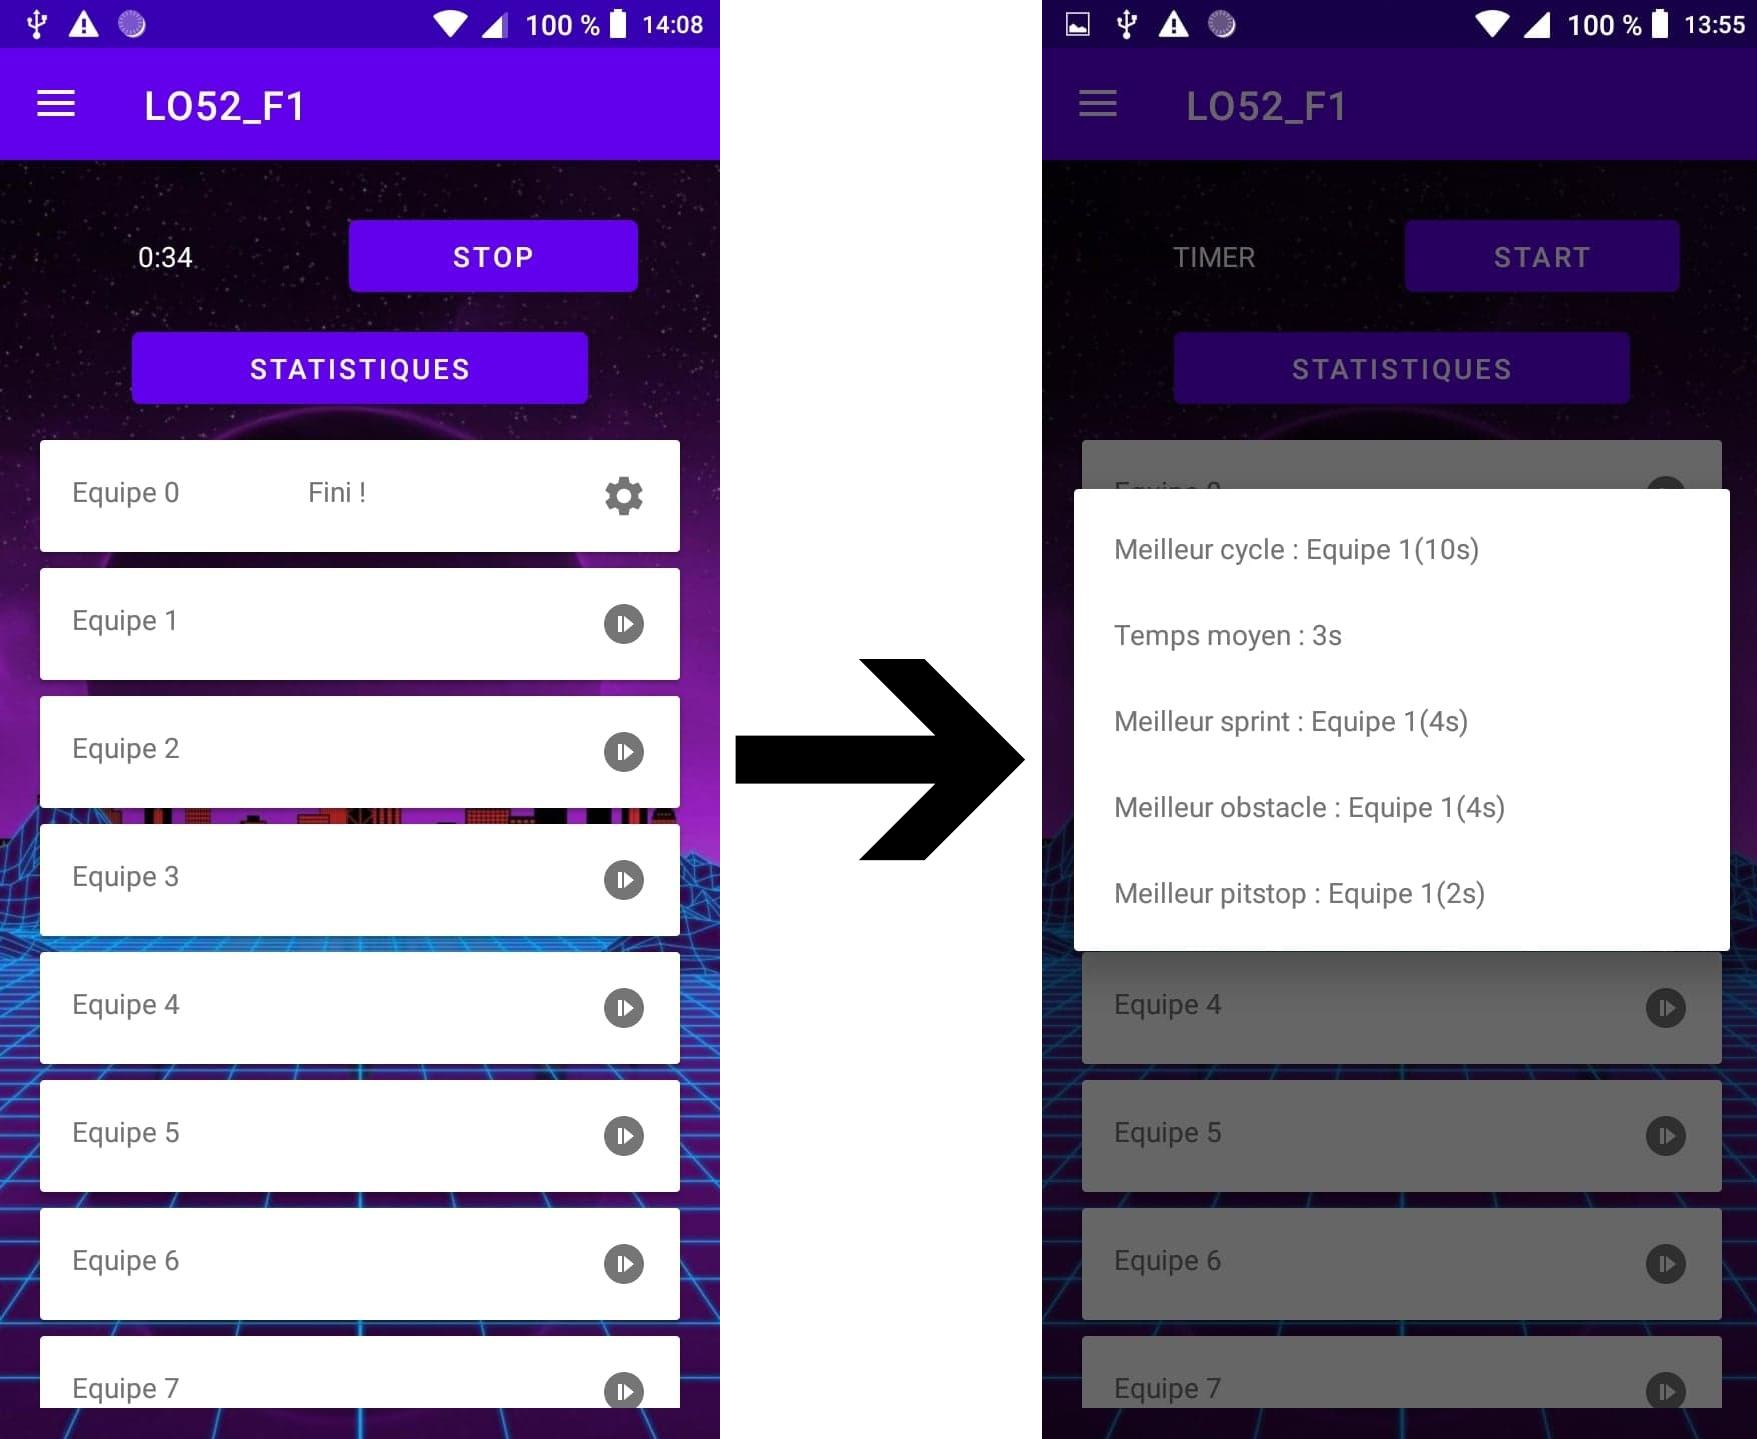 100 % 14:08
LO52_F1
0:34 STOP
STATISTIQUES
Equipe 0 Fini !
Equipe 1
Equipe 2
Equipe 3
Equipe 4
Equipe 5
Equipe 6
Equipe 7
100 % 13:55
LO52_F1
TIMER START
STATISTIQUES
Equipe 0
Meilleur cycle : Equipe 1(10s)
Temps moyen : 3s
Meilleur sprint : Equipe 1(4s)
Meilleur obstacle : Equipe 1(4s)
Meilleur pitstop : Equipe 1(2s)
Equipe 4
Equipe 5
Equipe 6
Equipe 7